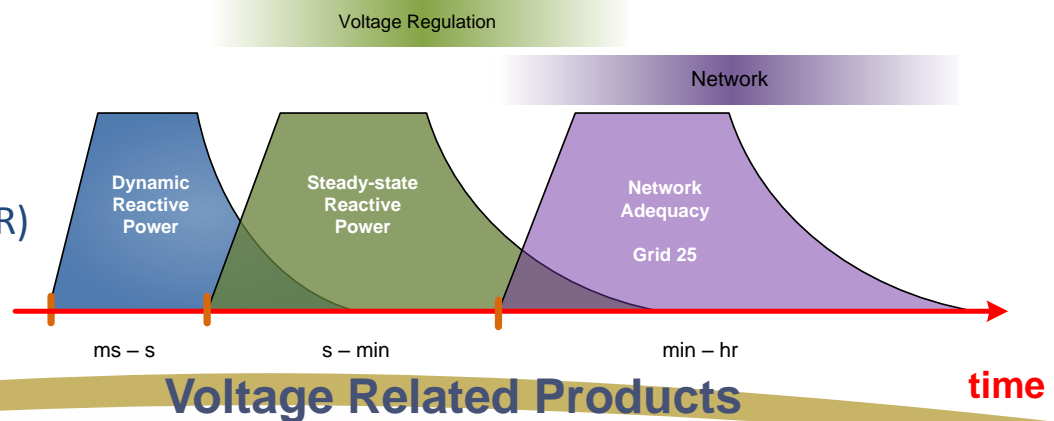 Voltage Regulation
Network
Dynamic
Reactive
Power
Steady-state
Reactive
Power
Network
Adequacy
Grid 25
R)
ms – s
s – min
min – hr
time
Voltage Related Products